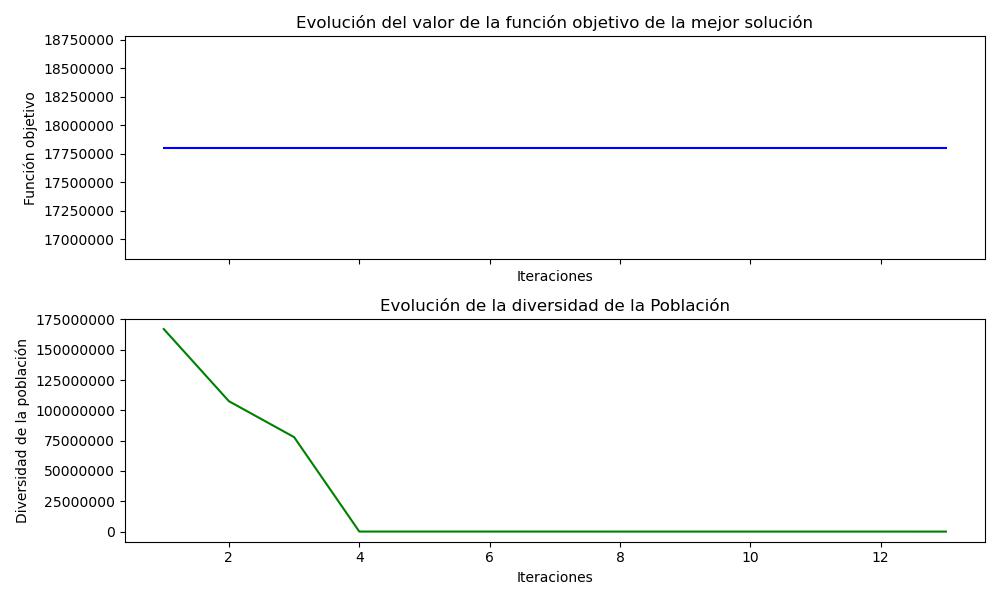 Evolución del valor de la función objetivo de la mejor solución
18750000
18500000
18250000
18000000
17750000
17500000
17250000
17000000
Función objetivo
Iteraciones
Evolución de la diversidad de la Población
175000000
150000000
125000000
100000000
75000000
50000000
25000000
0
Diversidad de la población
2 4 6 8 10 12
Iteraciones